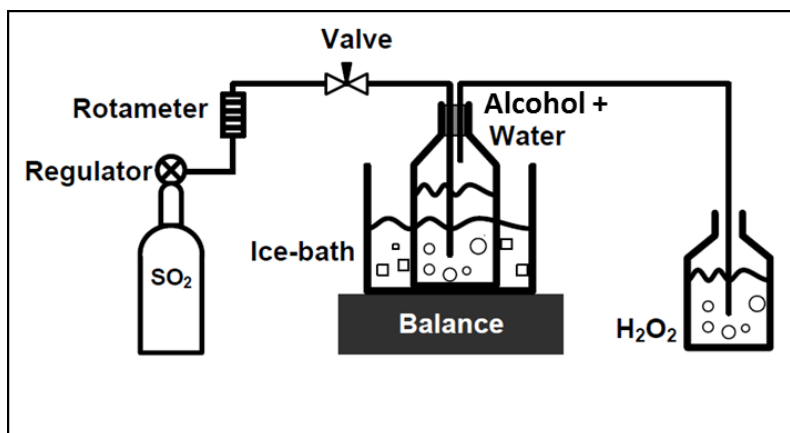 Valve
Rotameter
Alcohol +
Water
Regulator
Ice-bath
SO₂
Balance
H₂O₂